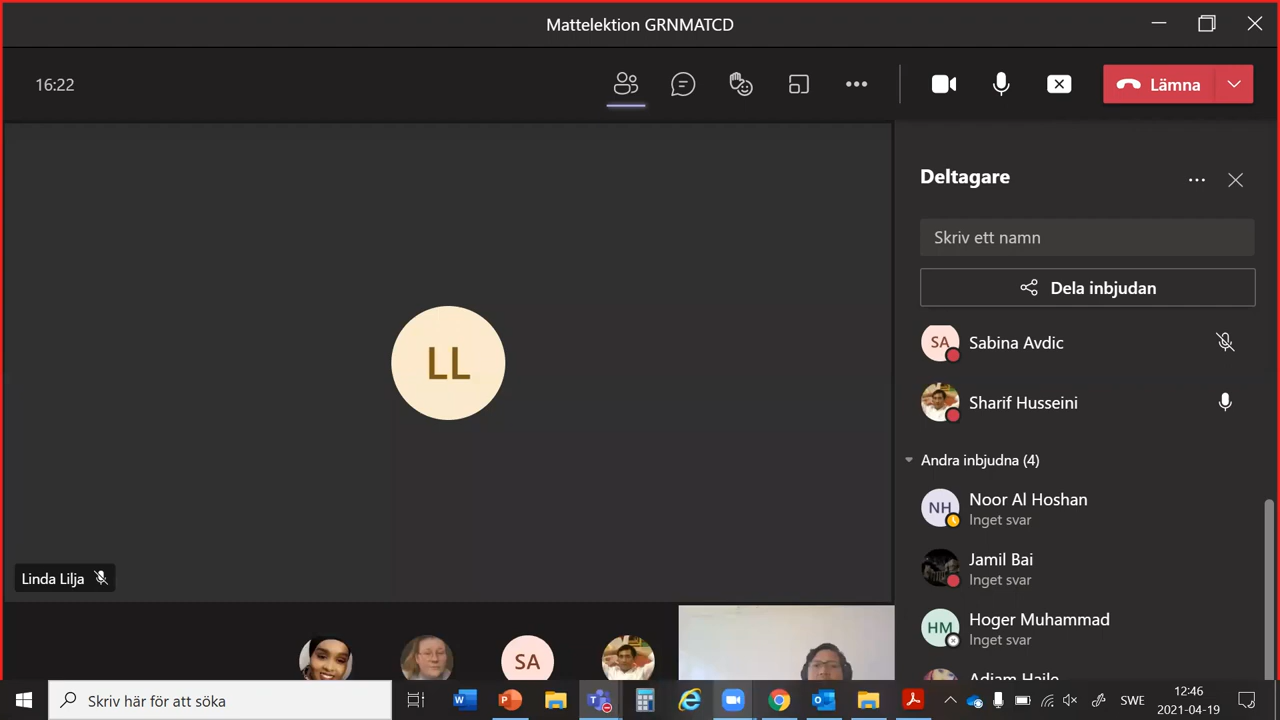 Mattelektion GRNMATCD
16:22
Lämna
Deltagare
Skriv ett namn
Dela inbjudan
SA Sabina Avdic
Sharif Husseini
Andra inbjudna (4)
NH Noor Al Hoshan
Inget svar
Jamil Bai
Inget svar
HM Hoger Muhammad
Inget svar
LL
Linda Lilja
SA
Skriv här för att söka
SWE
12:46
2021-04-19